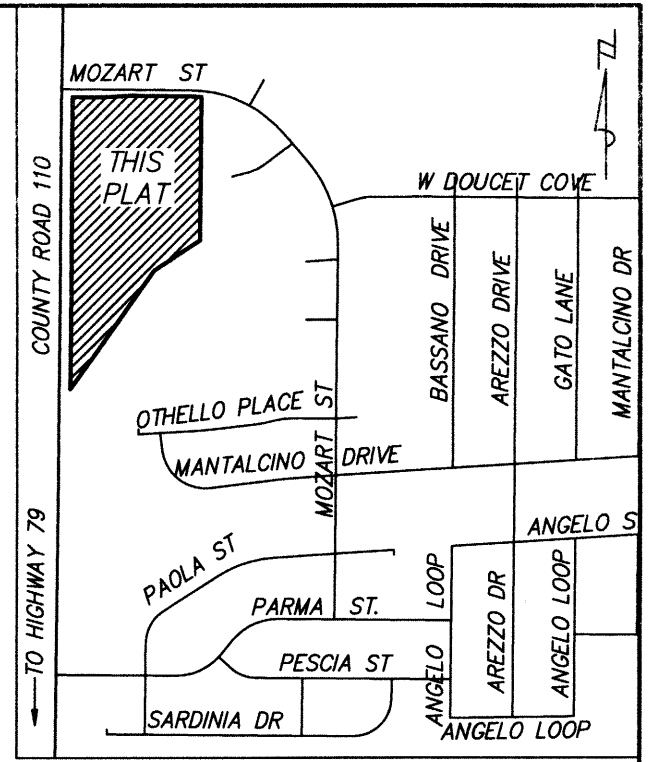 MOZART ST
N
THIS
PLAT
COUNTY ROAD 110
W DOUCET COVE
BASSANO DRIVE
AREZZO DRIVE
GATO LANE
MANTALCINO DR
OTHELLO PLACE
MOZART ST
MANTALCINO DRIVE
ANGELO S
PAOLA ST
TO HIGHWAY 79
PARMA ST.
ANGELO LOOP
AREZZO DR
ANGELO LOOP
PESCIA ST
SARDINIA DR
ANGELO LOOP